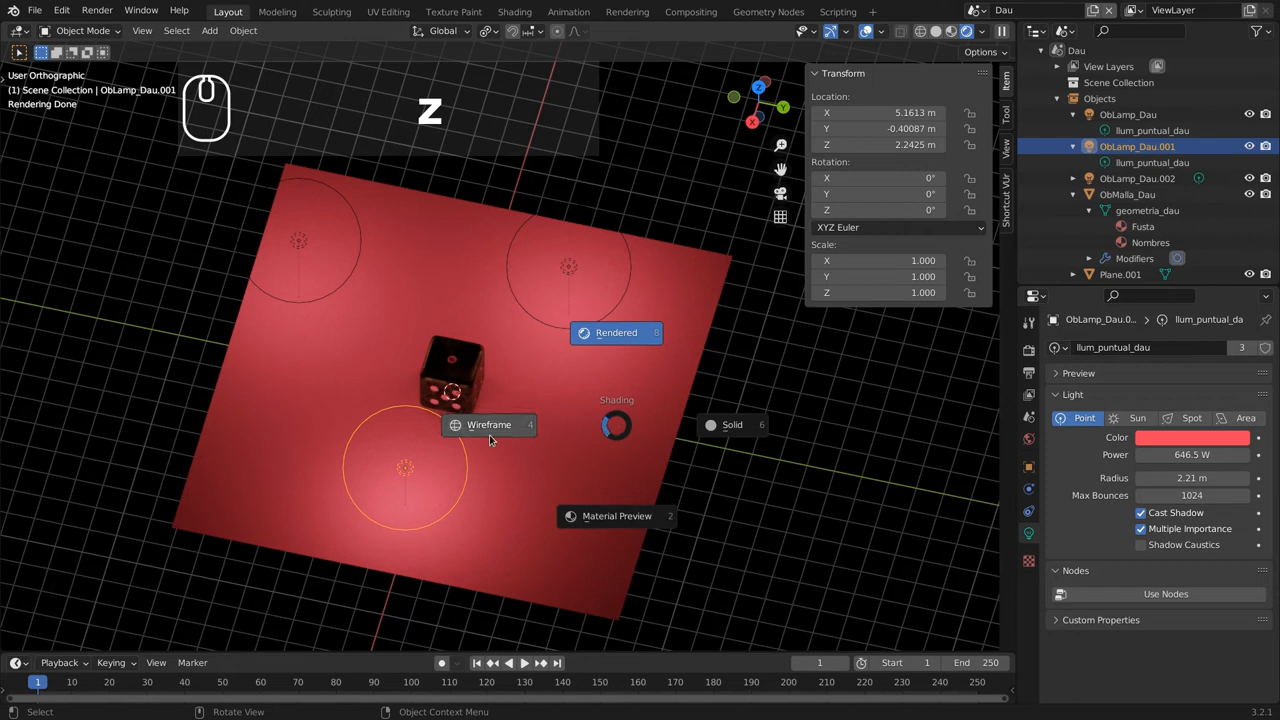 File Edit Render Window Help Layout Modeling Sculpting UV Editing Texture Paint Shading Animation Rendering Compositing Geometry Nodes Scripting + Dau ViewLayer
Object Mode View Select Add Object Global
Options
User Orthographic
(1) Scene Collection | ObLamp_Dau.001
Rendering Done
z
Z
Y
X
Transform
Location:
X 5.1613 m
Y -0.40087 m
Z 2.2425 m
Rotation:
X 0°
Y 0°
Z 0°
XYZ Euler
Scale:
X 1.000
Y 1.000
Z 1.000
Item
Tool
View
Shortcut VUr
Dau
View Layers
Scene Collection
Objects
ObLamp_Dau
llum_puntual_dau
ObLamp_Dau.001
llum_puntual_dau
ObLamp_Dau.002
ObMalla_Dau
geometria_dau
Fusta
Nombres
Modifiers
Plane.001
Rendered 8
Shading
Wireframe 4
Solid 6
Material Preview 2
ObLamp_Dau.0... llum_puntual_da
llum_puntual_dau 3
Preview
Light
Point Sun Spot Area
Color
Power 646.5 W
Radius 2.21 m
Max Bounces 1024
Cast Shadow
Multiple Importance
Shadow Caustics
Nodes
Use Nodes
Custom Properties
Playback Keying View Marker 1 Start 1 End 250
1 10 20 30 40 50 60 70 80 90 100 110 120 130 140 150 160 170 180 190 200 210 220 230 240 250
Select Rotate View Object Context Menu 3.2.1